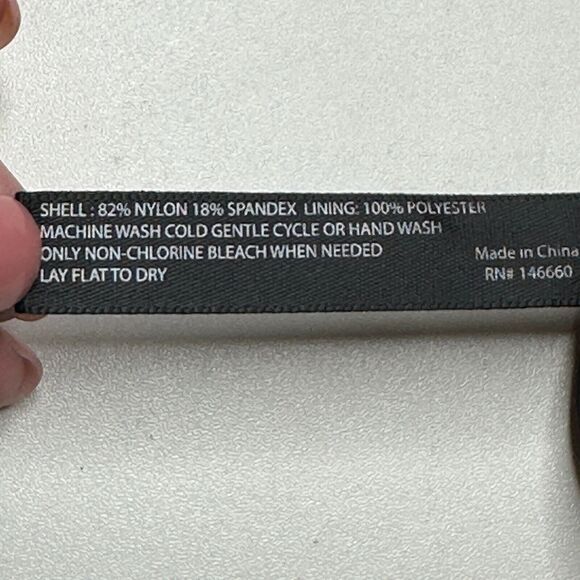 SHELL : 82% NYLON 18% SPANDEX LINING: 100% POLYESTER
MACHINE WASH COLD GENTLE CYCLE OR HAND WASH
ONLY NON-CHLORINE BLEACH WHEN NEEDED
LAY FLAT TO DRY
Made in China
RN# 146660